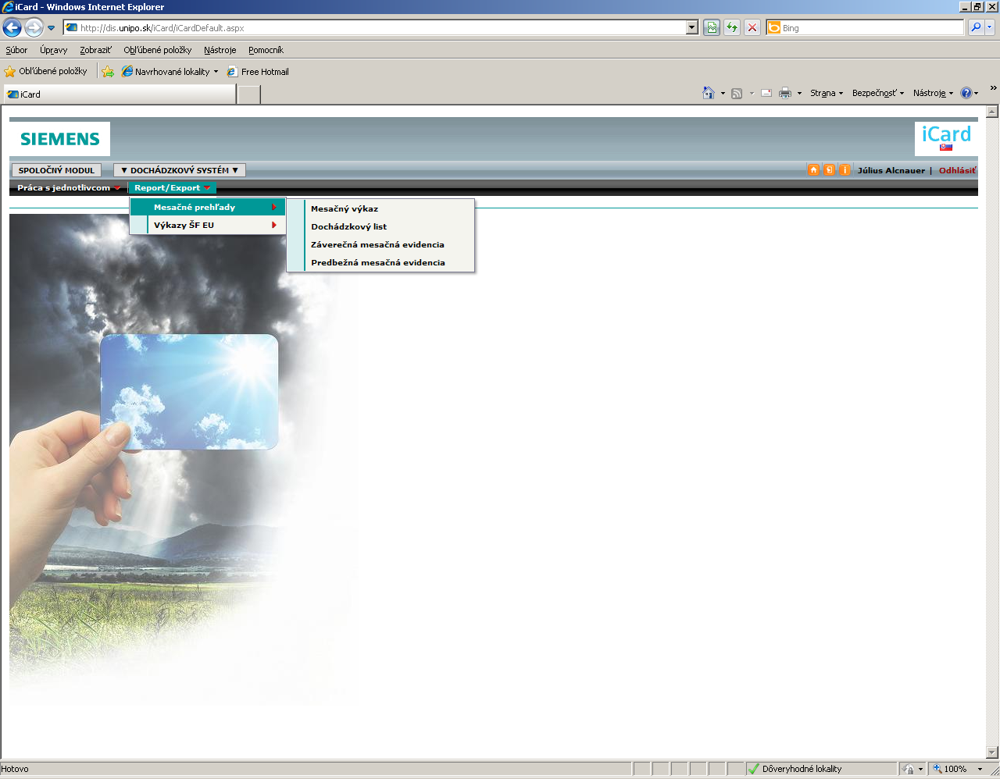 iCard - Windows Internet Explorer
http://dis.unipo.sk/iCard/iCardDefault.aspx
Bing
Súbor Úpravy Zobraziť Obľúbené položky Nástroje Pomocník
Obľúbené položky Navrhované lokality Free Hotmail
iCard
Strana Bezpečnosť Nástroje »
SIEMENS
iCard
SPOLOČNÝ MODUL ▼ DOCHÁDZKOVÝ SYSTÉM ▼
Július Alcnauer | Odhlásiť
Práca s jednotlivcom Report/Export
Mesačné prehľady
Výkazy ŠF EU
Mesačný výkaz
Dochádzkový list
Záverečná mesačná evidencia
Predbežná mesačná evidencia
Hotovo
Dôveryhodné lokality
100%